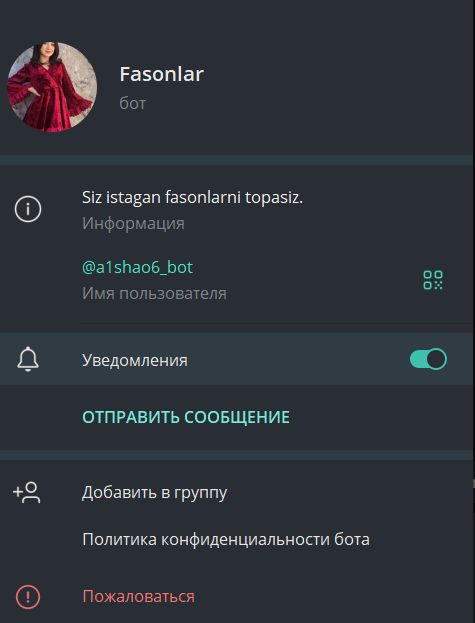 Fasonlar
бот
Siz istagan fasonlarni topasiz.
Информация
@a1shao6_bot
Имя пользователя
Уведомления
ОТПРАВИТЬ СООБЩЕНИЕ
Добавить в группу
Политика конфиденциальности бота
Пожаловаться